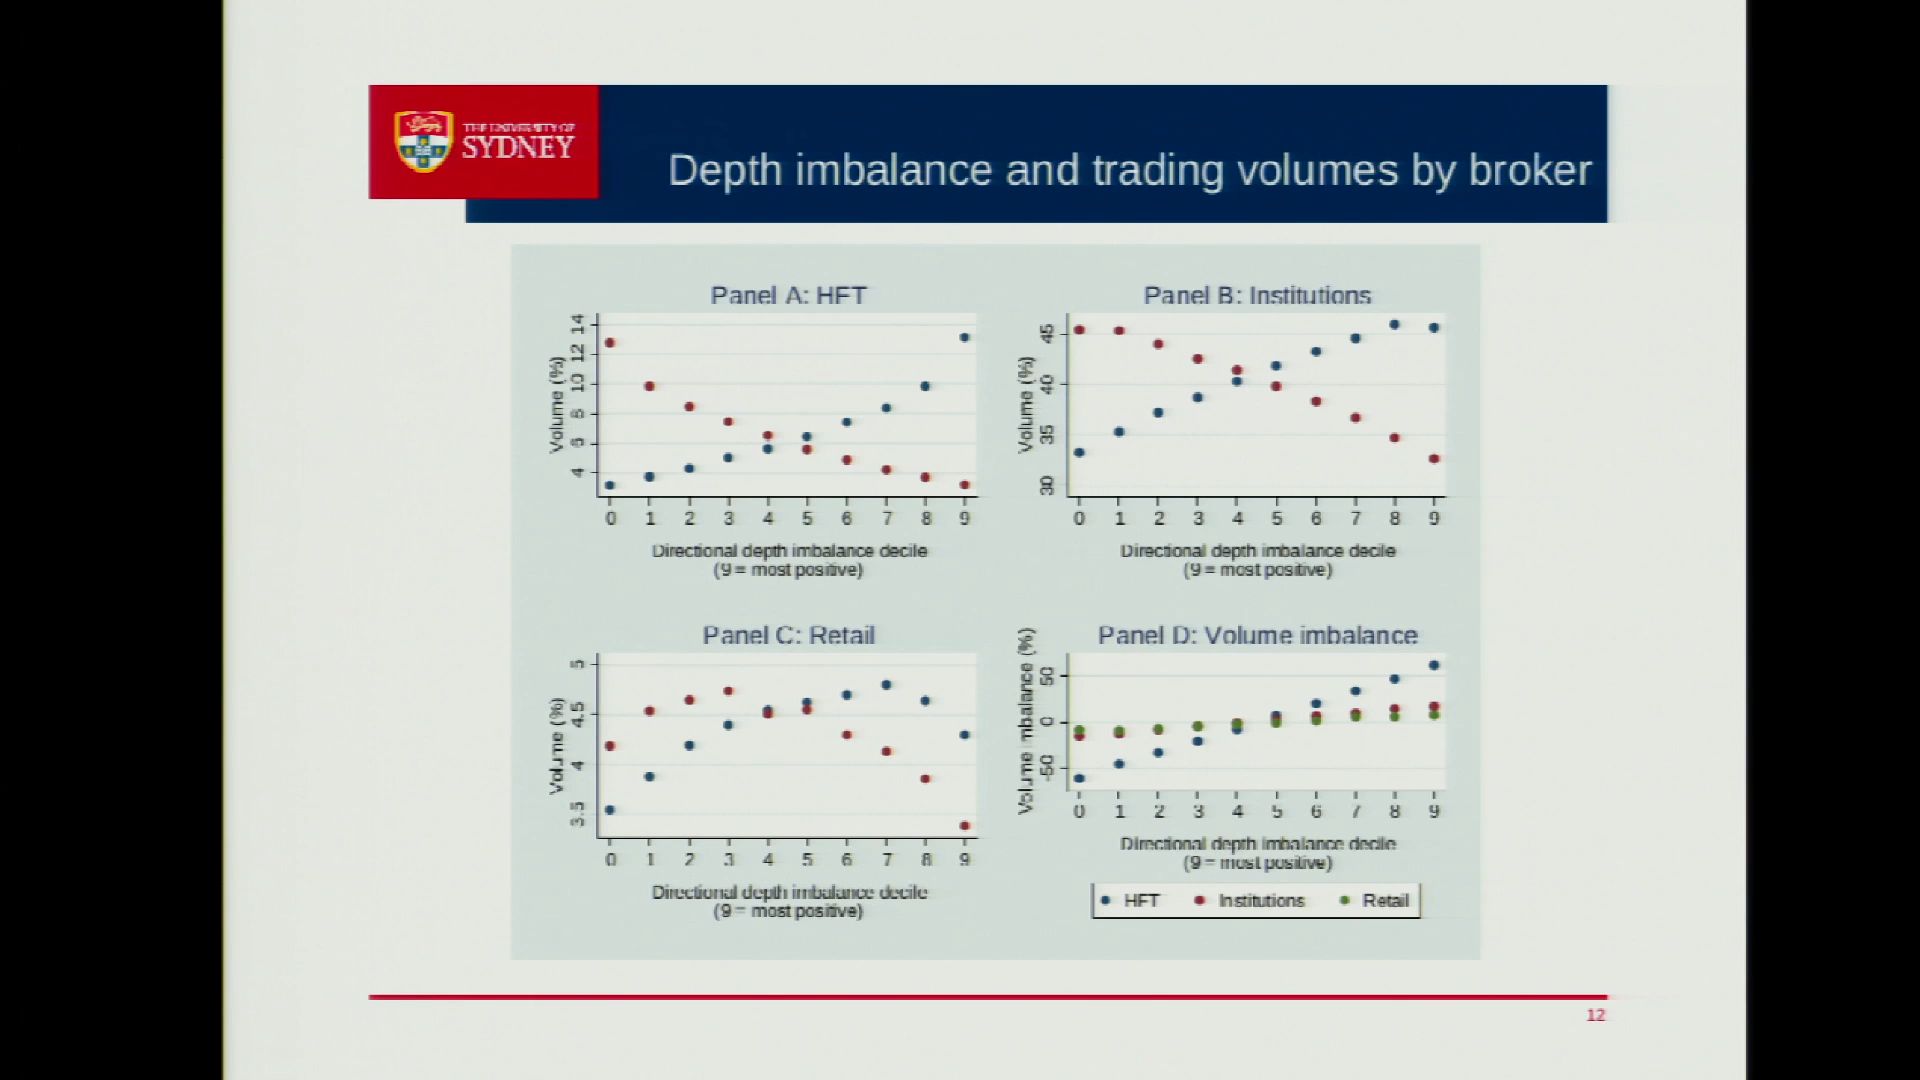 THE UNIVERSITY OF
SYDNEY
Depth imbalance and trading volumes by broker
Panel A: HFT
Volume (%)
14
12
10
8
6
4
0 1 2 3 4 5 6 7 8 9
Directional depth imbalance decile
(9 = most positive)
Panel B: Institutions
Volume (%)
45
40
35
30
0 1 2 3 4 5 6 7 8 9
Directional depth imbalance decile
(9 = most positive)
Panel C: Retail
Volume (%)
5
4.5
4
3.5
0 1 2 3 4 5 6 7 8 9
Directional depth imbalance decile
(9 = most positive)
Panel D: Volume imbalance
Volume imbalance (%)
50
0
-50
0 1 2 3 4 5 6 7 8 9
Directional depth imbalance decile
(9 = most positive)
HFT Institutions Retail
12